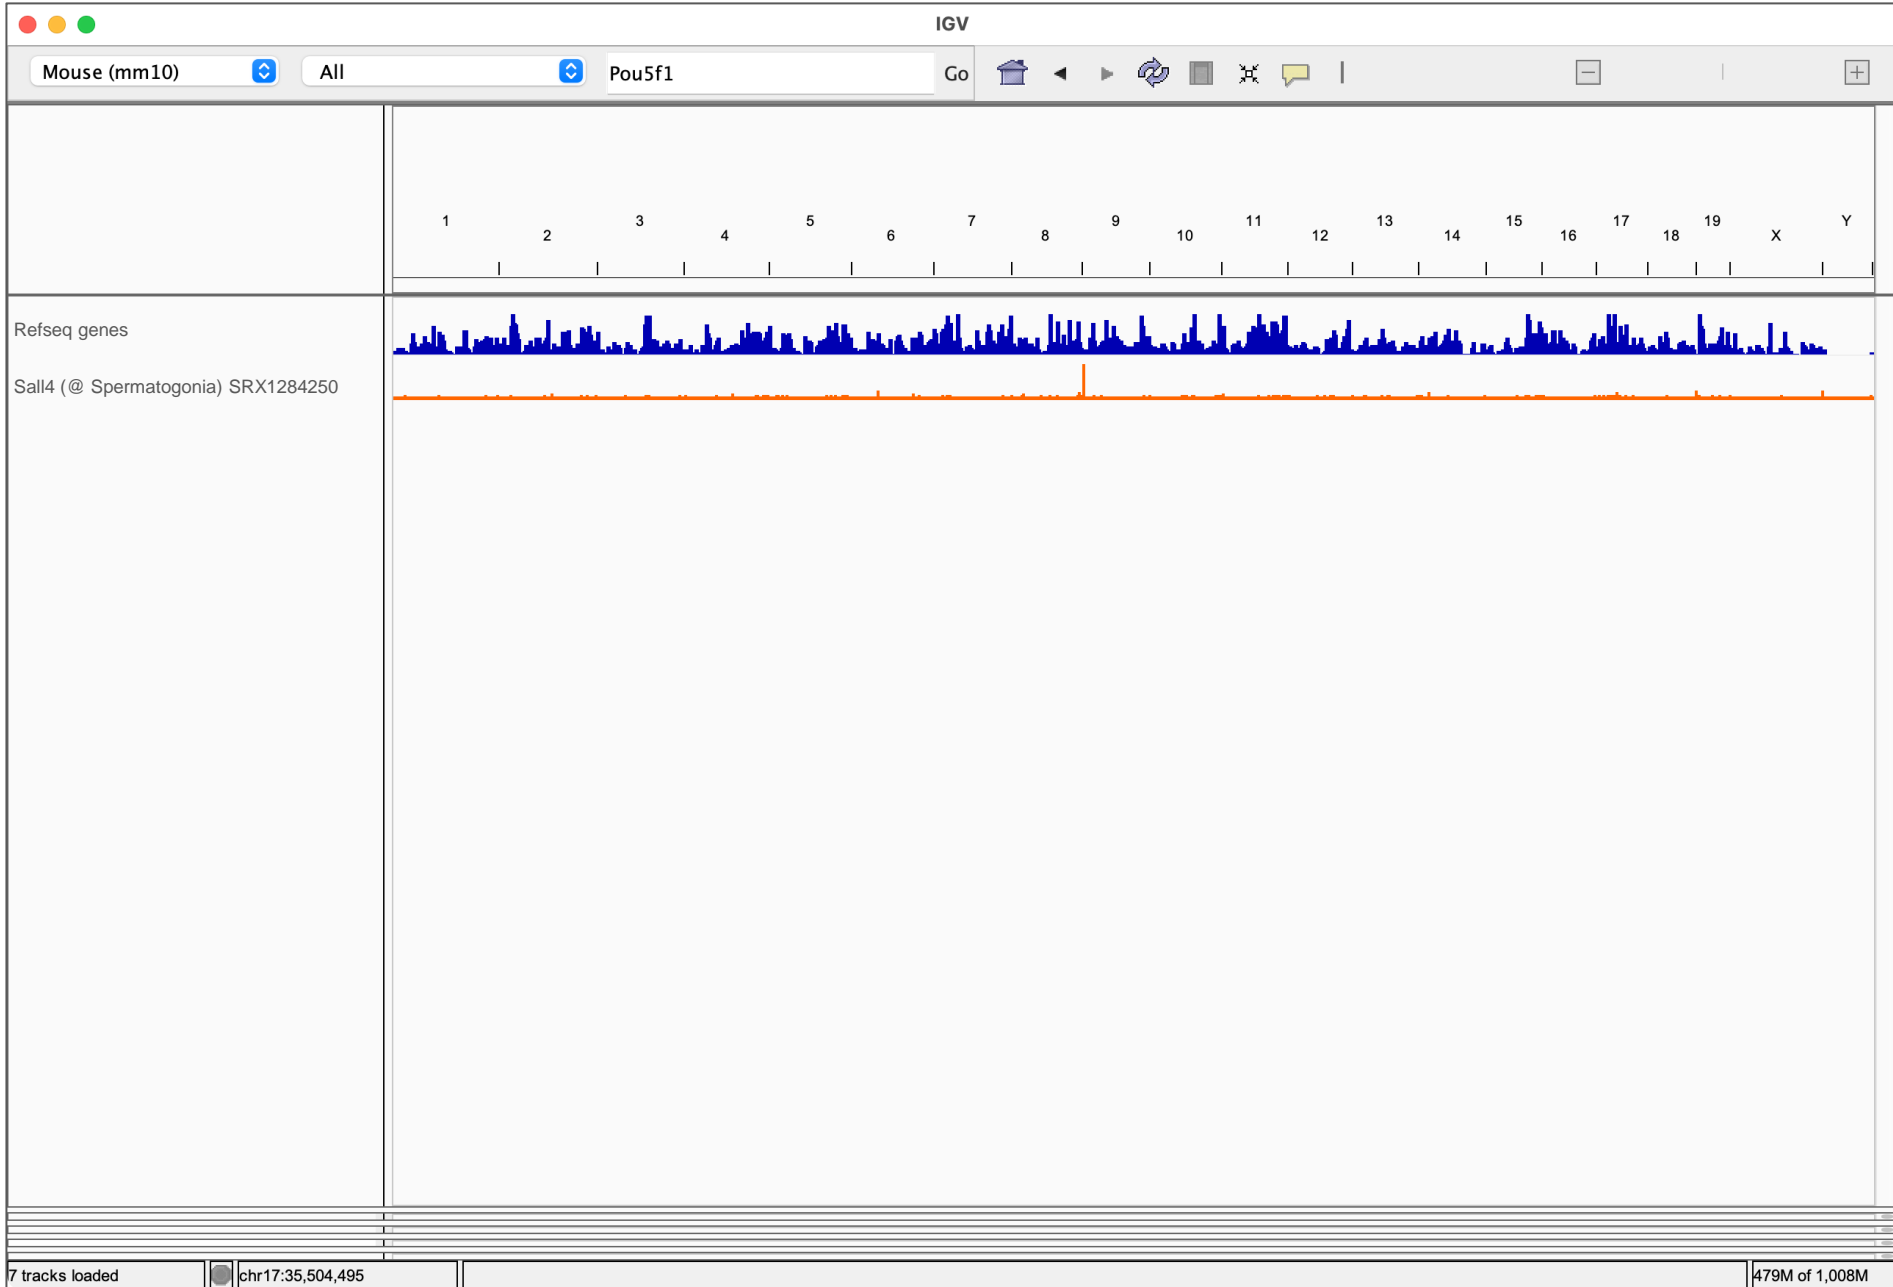 IGV
Mouse (mm10) All Pou5f1 Go
1 3 5 7 9 11 13 15 17 19 Y
2 4 6 8 10 12 14 16 18 X
Refseq genes
Sall4 (@ Spermatogonia) SRX1284250
7 tracks loaded chr17:35,504,495 479M of 1,008M